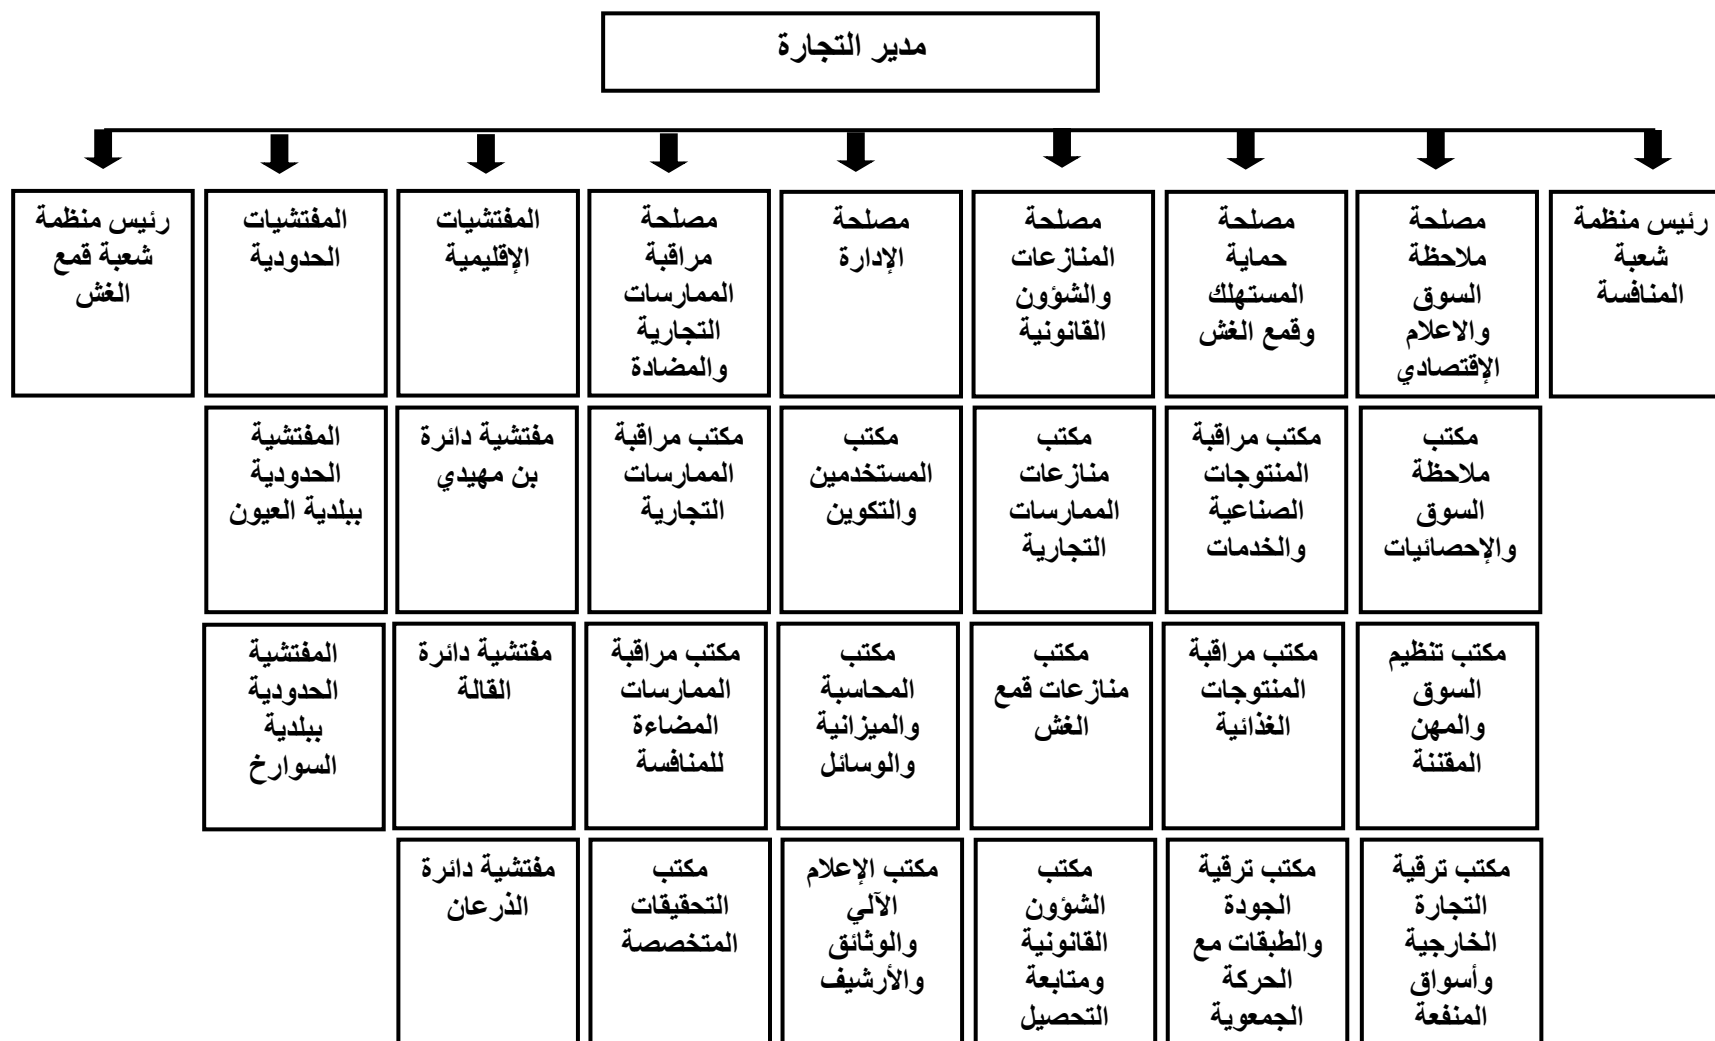 مدير التجارة
رئيس منظمة
شعبة
المنافسة
مصلحة
ملاحظة
السوق
والاعلام
الإقتصادي
مصلحة
حماية
المستهلك
وقمع الغش
مصلحة
المنازعات
والشؤون
القانونية
مصلحة
الإدارة
مصلحة
مراقبة
الممارسات
التجارية
والمضادة
المفتشيات
الإقليمية
المفتشيات
الحدودية
رئيس منظمة
شعبة قمع
الغش
مكتب
ملاحظة
السوق
والإحصائيات
مكتب مراقبة
المنتوجات
الصناعية
والخدمات
مكتب
منازعات
الممارسات
التجارية
مكتب
المستخدمين
والتكوين
مكتب مراقبة
الممارسات
التجارية
مفتشية دائرة
بن مهيدي
المفتشية
الحدودية
ببلدية العيون
مكتب تنظيم
السوق
والمهن
المقتننة
مكتب مراقبة
المنتوجات
الغذائية
مكتب
منازعات قمع
الغش
مكتب
المحاسبة
والميزانية
والوسائل
مكتب مراقبة
الممارسات
المضاءة
للمنافسة
مفتشية دائرة
القالة
المفتشية
الحدودية
ببلدية
السوارخ
مكتب ترقية
التجارة
الخارجية
وأسواق
المنفعة
مكتب ترقية
الجودة
والطبقات مع
الحركة
الجمعوية
مكتب
الشؤون
القانونية
ومتابعة
التحصيل
مكتب الإعلام
الآلي
والوثائق
والأرشيف
مكتب
التحقيقات
المتخصصة
مفتشية دائرة
الذرعان